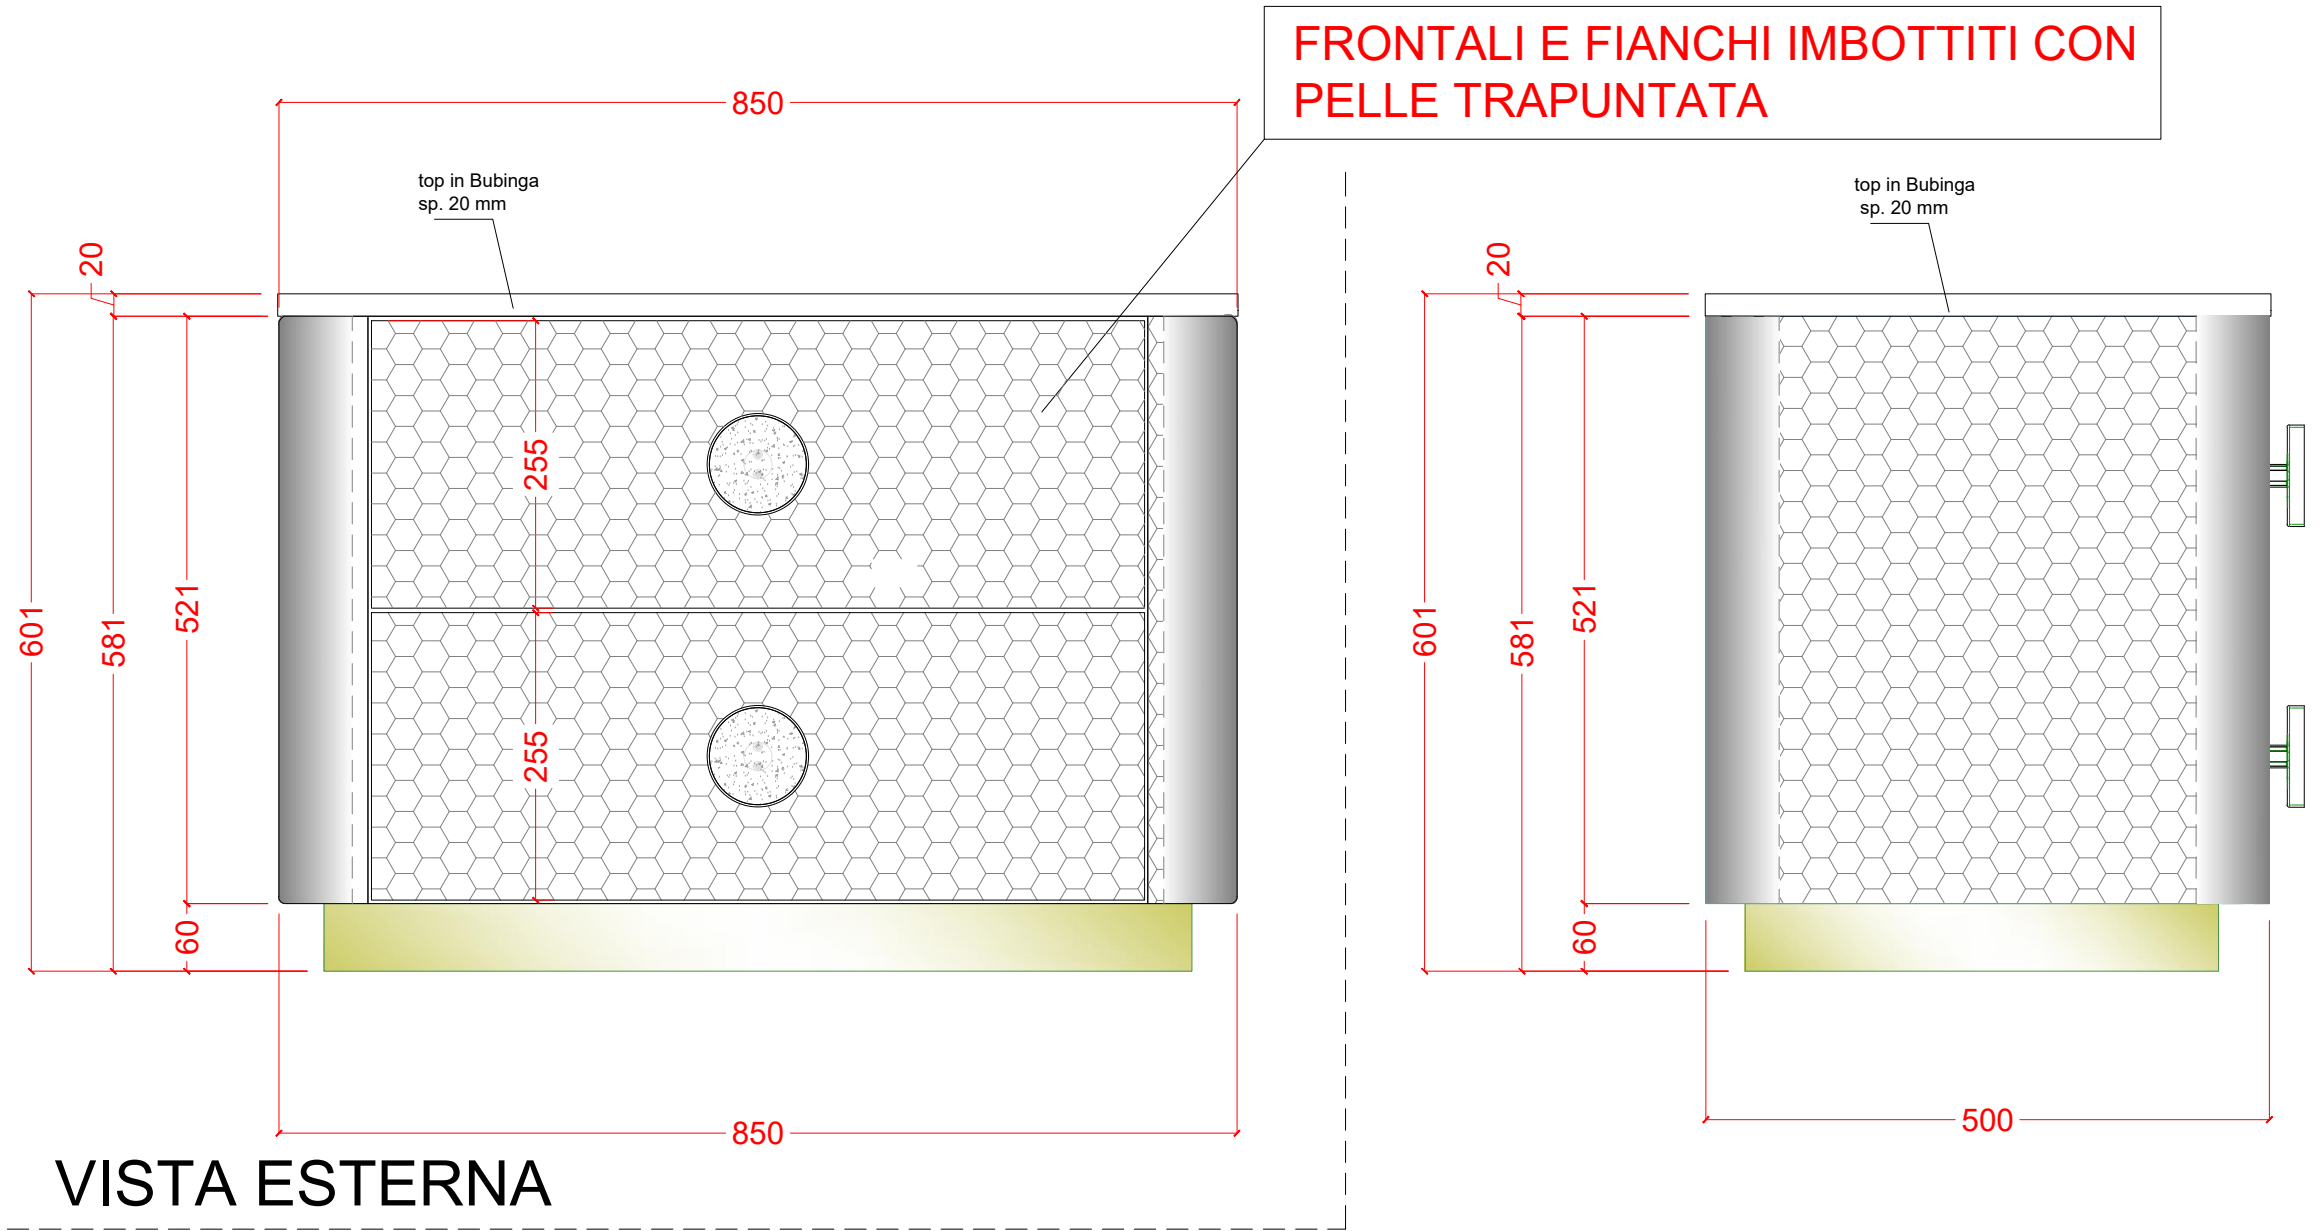 FRONTALI E FIANCHI IMBOTTITI CON
PELLE TRAPUNTATA
850
top in Bubinga
sp. 20 mm
20
601
581
521
255
255
60
850
top in Bubinga
sp. 20 mm
20
601
581
521
60
500
VISTA ESTERNA